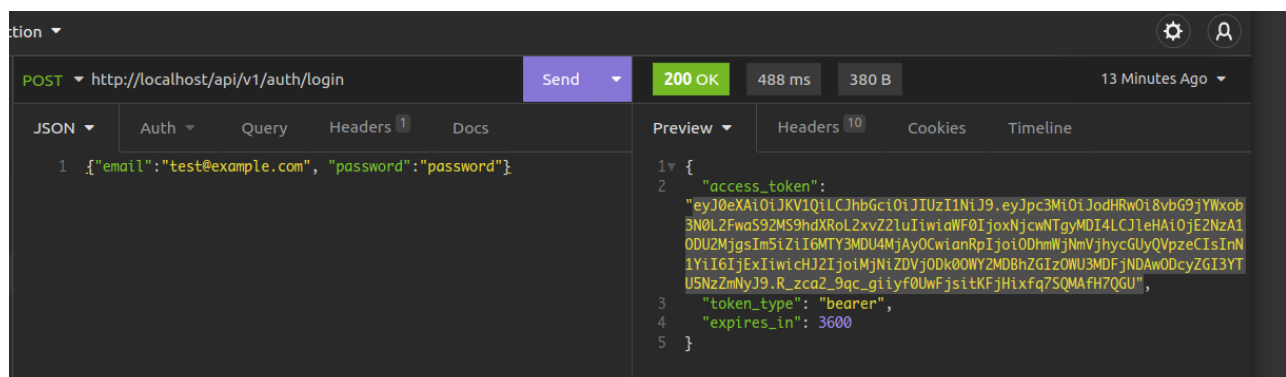 ction
POST http://localhost/api/v1/auth/login Send 200 OK 488 ms 380 B 13 Minutes Ago
JSON Auth Query Headers 1 Docs Preview Headers 10 Cookies Timeline
1 {"email":"test@example.com", "password":"password"}
1 {
2 "access_token":
"eyJ0eXAiOiJKV1QiLCJhbGciOiJIUzI1NiJ9.eyJpc3MiOiJodHRwOi8vbG9jYWxob
3N0L2FwaS92MS9hdXRoL2xvZ2luIiwiaWF0IjoxNjcwNTgyMDI4LCJleHAiOjE2NzA1
ODU2MjgsIm5iZiI6MTY3MDU4MjAyOCwianRpIjoiODhmWjNmVjhycGUyQVpzeCIsInN
1YiI6IjExIiwicHJ2IjoiMjNiZDVjODk0OWY2MDBhZGIzOWU3MDFjNDAwODcyZGI3YT
U5NzZmNyJ9.R_zca2_9qc_giiyf0UwFjsitKFjHixfq7SQMAfH7QGU",
3 "token_type": "bearer",
4 "expires_in": 3600
5 }